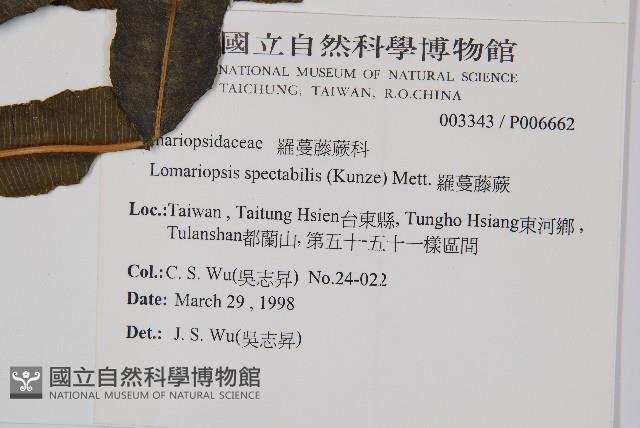 國立自然科學博物館
NATIONAL MUSEUM OF NATURAL SCIENCE
TAICHUNG, TAIWAN, R.O.CHINA
003343 / P006662
mariopsidaceae 羅蔓藤蕨科
Lomariopsis spectabilis (Kunze) Mett. 羅蔓藤蕨
Loc.:Taiwan , Taitung Hsien台東縣, Tungho Hsiang東河鄉 ,
Tulanshan都蘭山, 第五十-五十一樣區間
Col.: C. S. Wu(吳志昇) No.24-022
Date: March 29 , 1998
Det.: J. S. Wu(吳志昇)
國立自然科學博物館
NATIONAL MUSEUM OF NATURAL SCIENCE